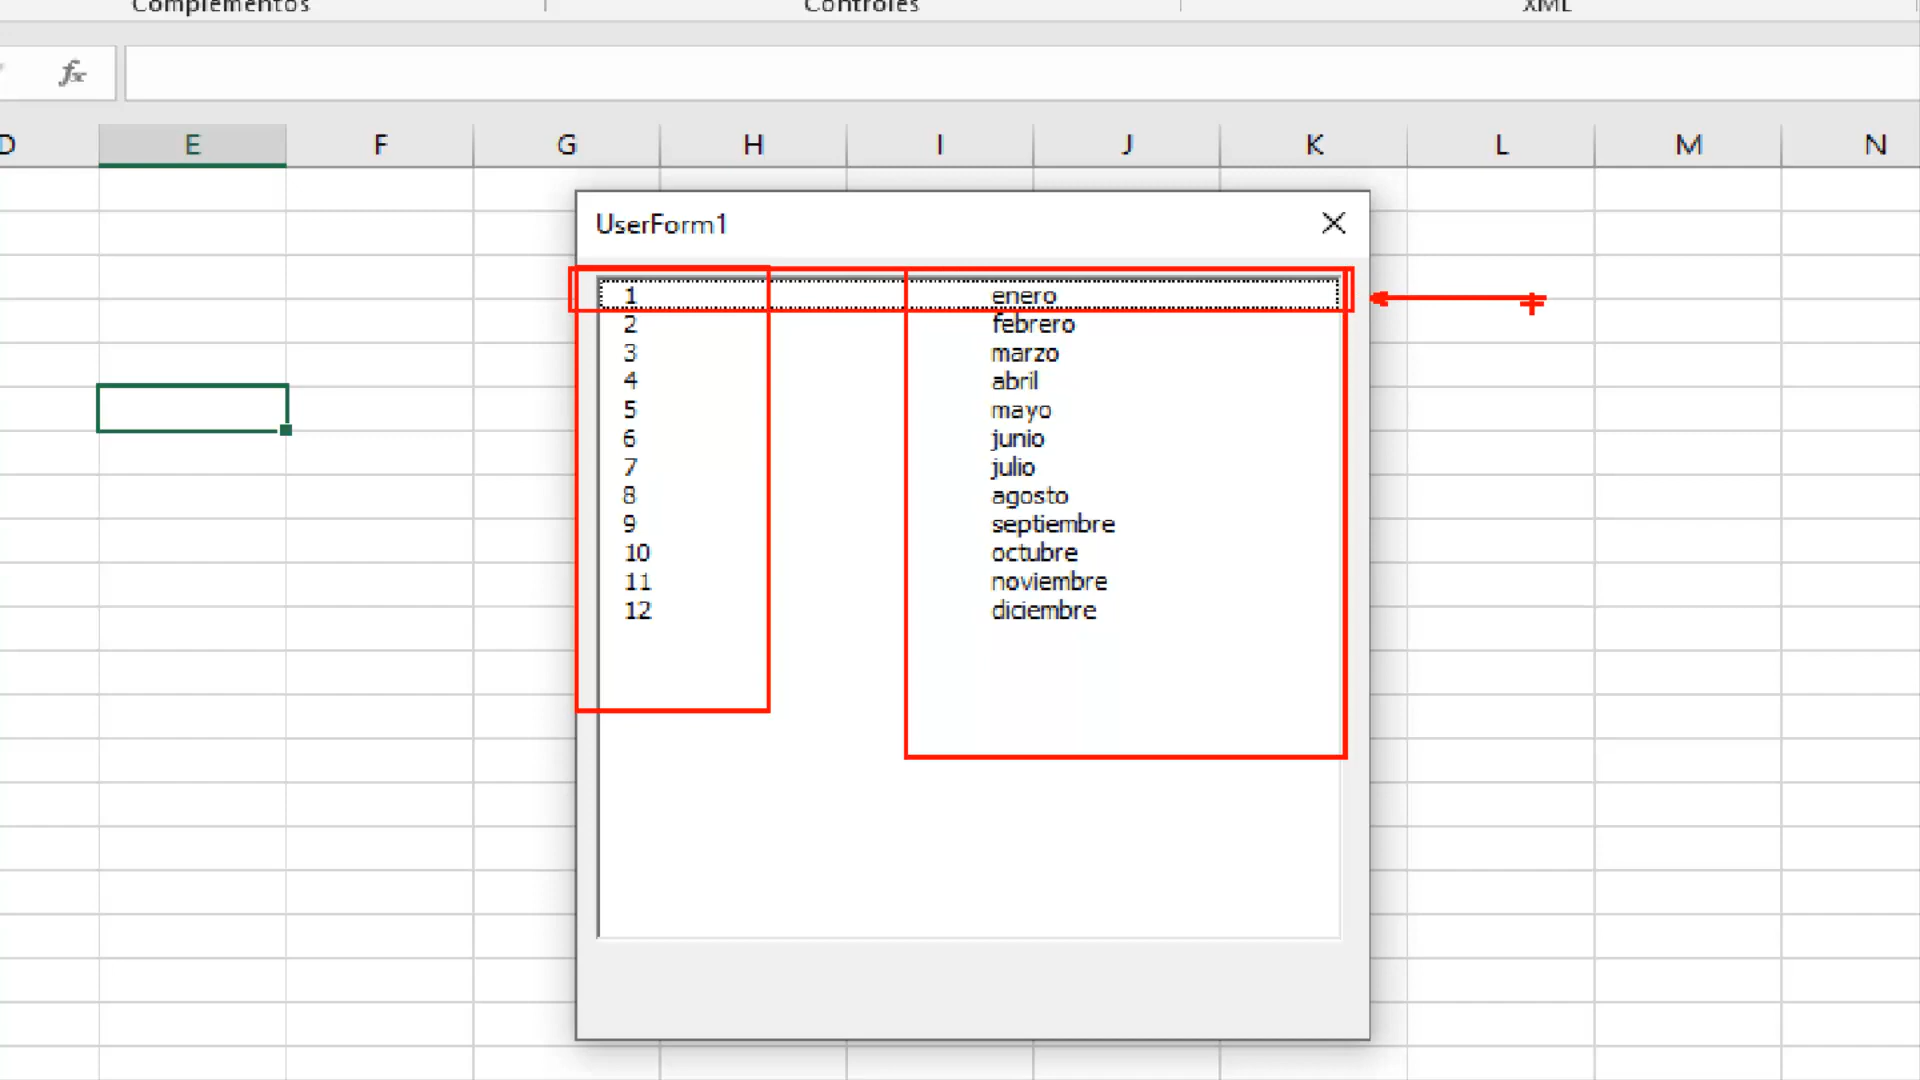 Complementos Controles XML
fx
D E F G H I J K L M N
UserForm1
1 enero
2 febrero
3 marzo
4 abril
5 mayo
6 junio
7 julio
8 agosto
9 septiembre
10 octubre
11 noviembre
12 diciembre